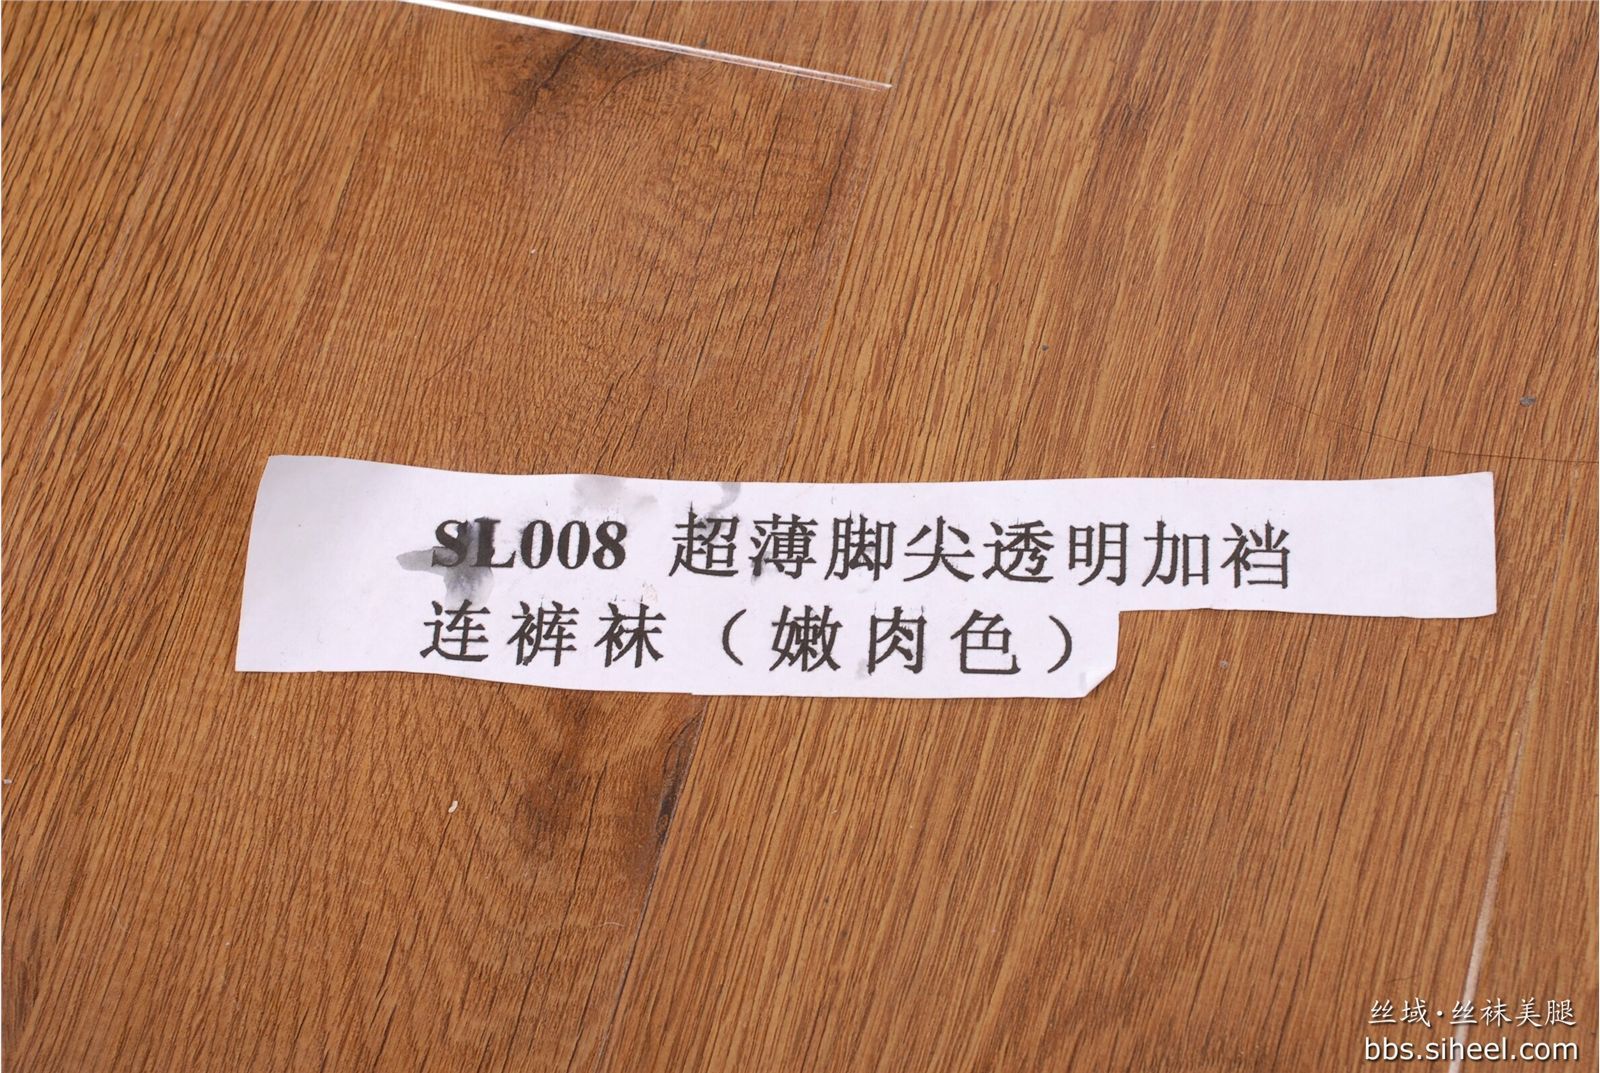 SL008 超薄脚尖透明加裆
连裤袜（嫩肉色）
丝域·丝袜美腿
bbs.siheel.com